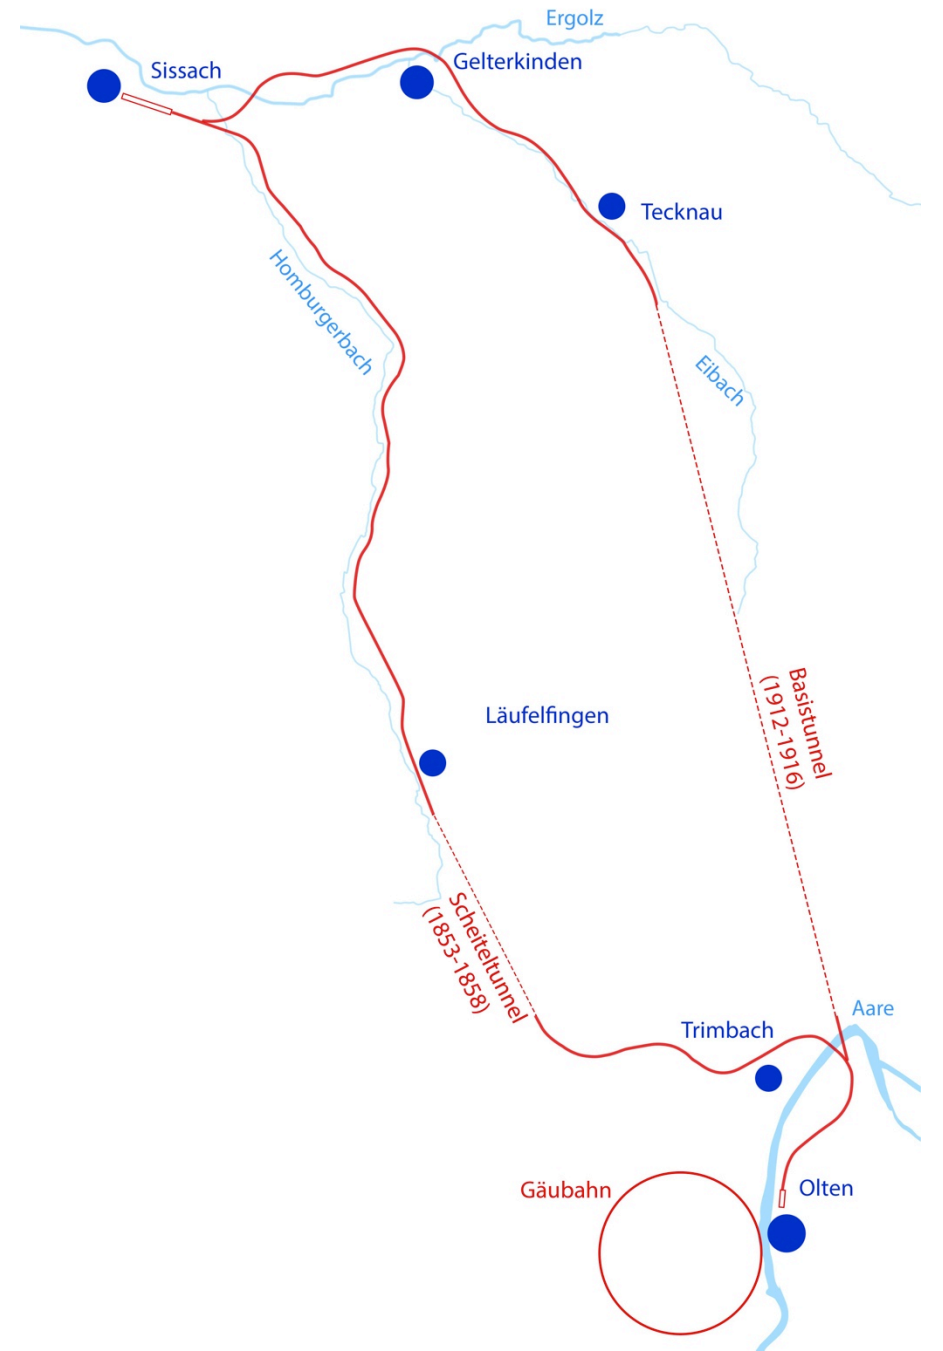 Ergolz
Sissach
Gelterkinden
Tecknau
Homburgerbach
Eibach
Basistunnel
(1912-1916)
Läufelfingen
Scheiteltunnel
(1853-1858)
Aare
Trimbach
Gäubahn
Olten